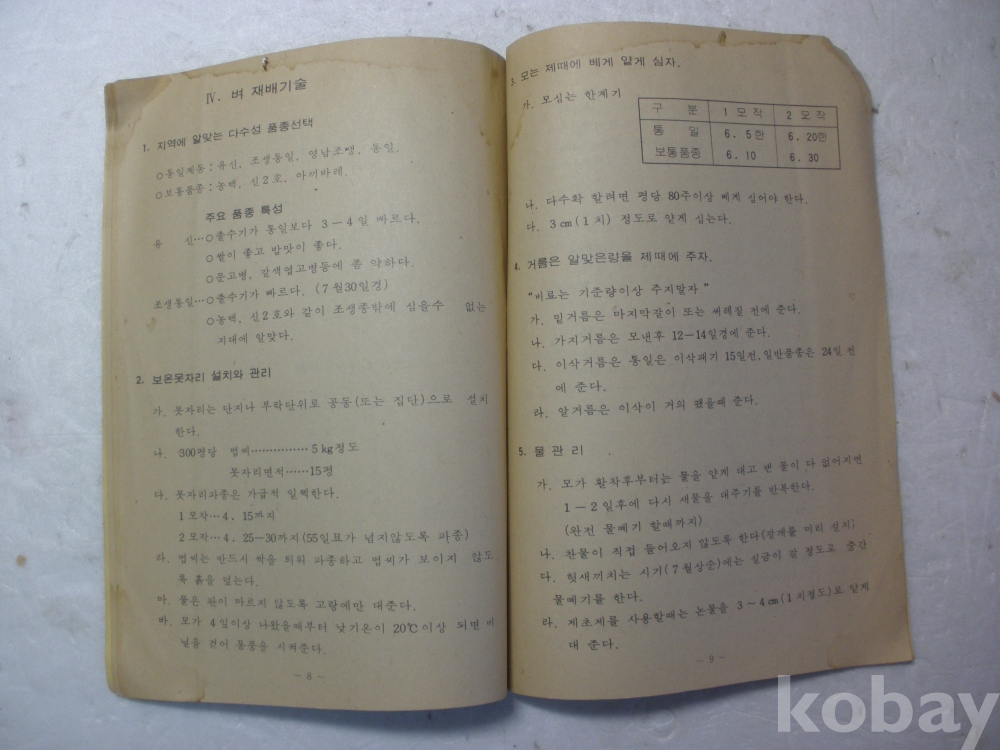 Ⅳ. 벼 재배기술
1. 지역에 알맞는 다수성 품종선택
○통일계통 : 유신, 조생통일, 영남조생, 통일.
○보통품종 : 농백, 신2호, 아끼바레.
주요 품종 특성
유 신…○출수기가 통일보다 3－4일 빠르다.
○쌀이 좋고 밥맛이 좋다.
○문고병, 갈색엽고병등에 쫀 약하다.
조생통일…○출수기가 빠르다. (7월30일경)
○농백, 신2호와 같이 조생종밖에 심을수 없는
지대에 알맞다.
2. 보온못자리 설치와 관리
가. 못자리는 단지나 부락단위로 공동(또는 집단)으로 설치
한다.
나. 300평당 볍씨……………5kg정도
못자리면적……15평
다. 못자리파종은 가급적 일찍한다.
1모작…4. 15까지
2모작…4. 25－30까지(55일묘가 넘지않도록 파종)
라. 볍씨는 반드시 싹을 틔워 파종하고 볍씨가 보이지 않도
록 흙을 덮는다.
마. 물은 판이 마르지 않도록 고랑에만 대준다.
바. 모가 4잎이상 나왔을때부터 낮기온이 20℃이상 되면 비
닐을 걷어 통풍을 시켜준다.
－ 8 －
3. 모는 제때에 베게 얕게 심자.
가. 모심는 한계기
구 분 1모작 2모작
통 일 6. 5한 6. 20한
보통품종 6. 10 6. 30
나. 다수확 할려면 평당 80주이상 베게 심어야 한다.
다. 3cm(1치) 정도로 얕게 심는다.
4. 거름은 알맞은량을 제때에 주자.
“비료는 기준량이상 주지말자”
가. 밑거름은 마지막갈이 또는 써레질 전에 준다.
나. 가지거름은 모낸후 12－14일경에 준다.
다. 이삭거름은 통일은 이삭패기 15일전, 일반품종은 24일 전
에 준다.
라. 알거름은 이삭이 거의 팼을때 준다.
5. 물 관 리
가. 모가 활착후부터는 물을 얕게 대고 댄 물이 다 없어지면
1－2일후에 다시 새물을 대주기를 반복한다.
(완전 물떼기 할때까지)
나. 찬물이 직접 들어오지 않도록 한다(장개를 미리 설치)
다. 헛새끼치는 시기(7월상순)에는 실금이 갈 정도로 중간
물떼기를 한다.
라. 제초제를 사용할때는 논물을 3～4cm(1치정도)로 얕게
대 준다.
－ 9 －
kobay